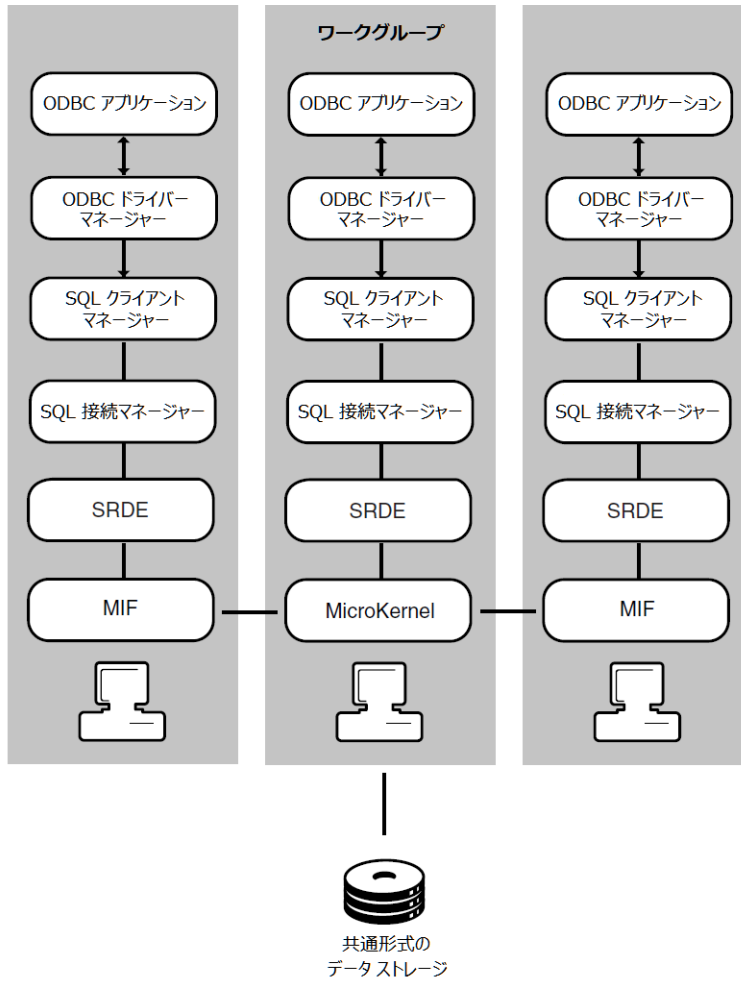 ワークグループ
ODBC アプリケーション
ODBC ドライバー
マネージャー
SQL クライアント
マネージャー
SQL 接続マネージャー
SRDE
MIF
ODBC アプリケーション
ODBC ドライバー
マネージャー
SQL クライアント
マネージャー
SQL 接続マネージャー
SRDE
MicroKernel
ODBC アプリケーション
ODBC ドライバー
マネージャー
SQL クライアント
マネージャー
SQL 接続マネージャー
SRDE
MIF
共通形式の
データ ストレージ